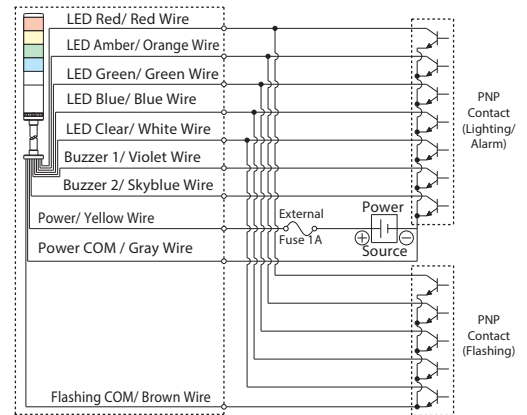 LED Red/ Red Wire
LED Amber/ Orange Wire
LED Green/ Green Wire
LED Blue/ Blue Wire
LED Clear/ White Wire
Buzzer 1/ Violet Wire
Buzzer 2/ Skyblue Wire
Power/ Yellow Wire
Power COM / Gray Wire
Flashing COM/ Brown Wire
External
Fuse 1A
Power
Source
PNP
Contact
(Lighting/
Alarm)
PNP
Contact
(Flashing)